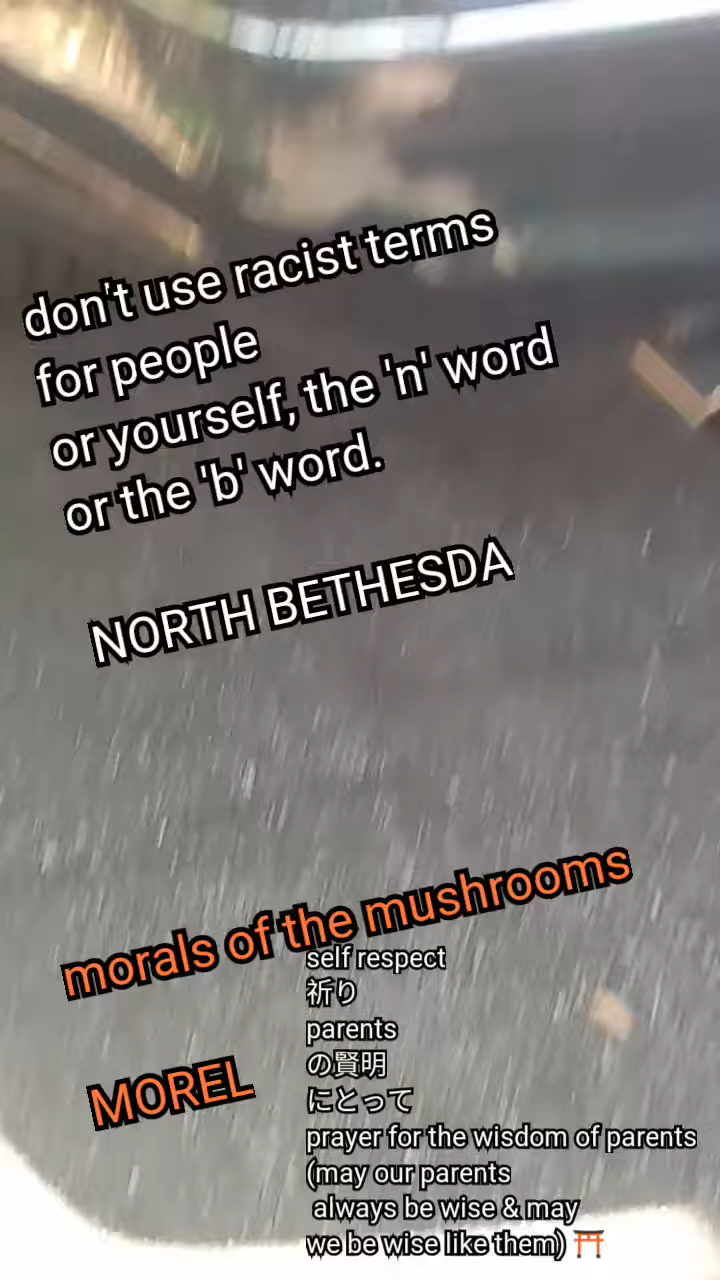 don't use racist terms
for people
or yourself, the 'n' word
or the 'b' word.
NORTH BETHESDA
morals of the mushrooms
MOREL
self respect
祈り
parents
の賢明
にとって
prayer for the wisdom of parents
(may our parents
always be wise & may
we be wise like them) ⛩